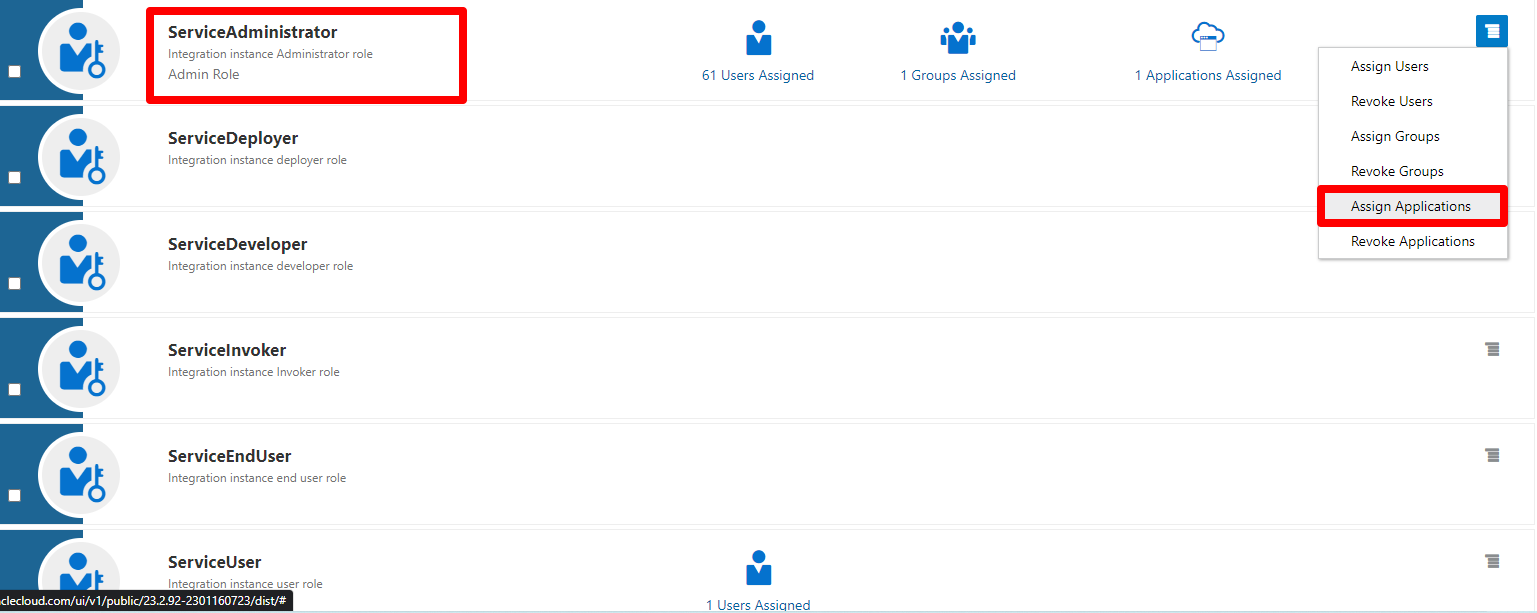 ServiceAdministrator
Integration instance Administrator role
Admin Role
61 Users Assigned
1 Groups Assigned
1 Applications Assigned
Assign Users
Revoke Users
Assign Groups
Revoke Groups
Assign Applications
Revoke Applications
ServiceDeployer
Integration instance deployer role
ServiceDeveloper
Integration instance developer role
ServiceInvoker
Integration instance Invoker role
ServiceEndUser
Integration instance end user role
ServiceUser
Integration instance user role
1 Users Assigned
aclecloud.com/ui/v1/public/23.2.92-2301160723/dist/#